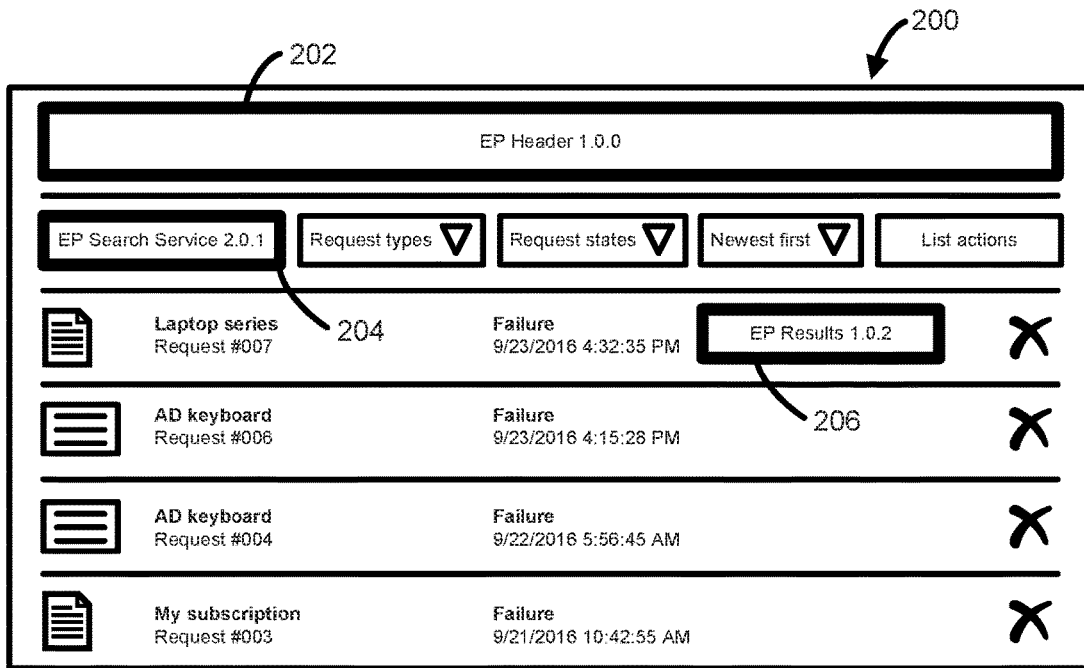 200
202
EP Header 1.0.0
EP Search Service 2.0.1 Request types Request states Newest first List actions
204
Laptop series Failure EP Results 1.0.2
Request #007 9/23/2016 4:32:35 PM
206
AD keyboard Failure
Request #006 9/23/2016 4:15:28 PM
AD keyboard Failure
Request #004 9/22/2016 5:56:45 AM
My subscription Failure
Request #003 9/21/2016 10:42:55 AM